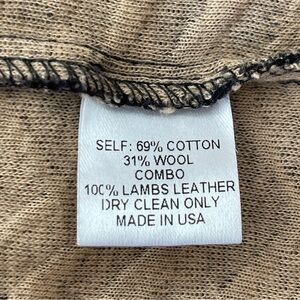 SELF: 69% COTTON
31% WOOL
COMBO
100% LAMBS LEATHER
DRY CLEAN ONLY
MADE IN USA